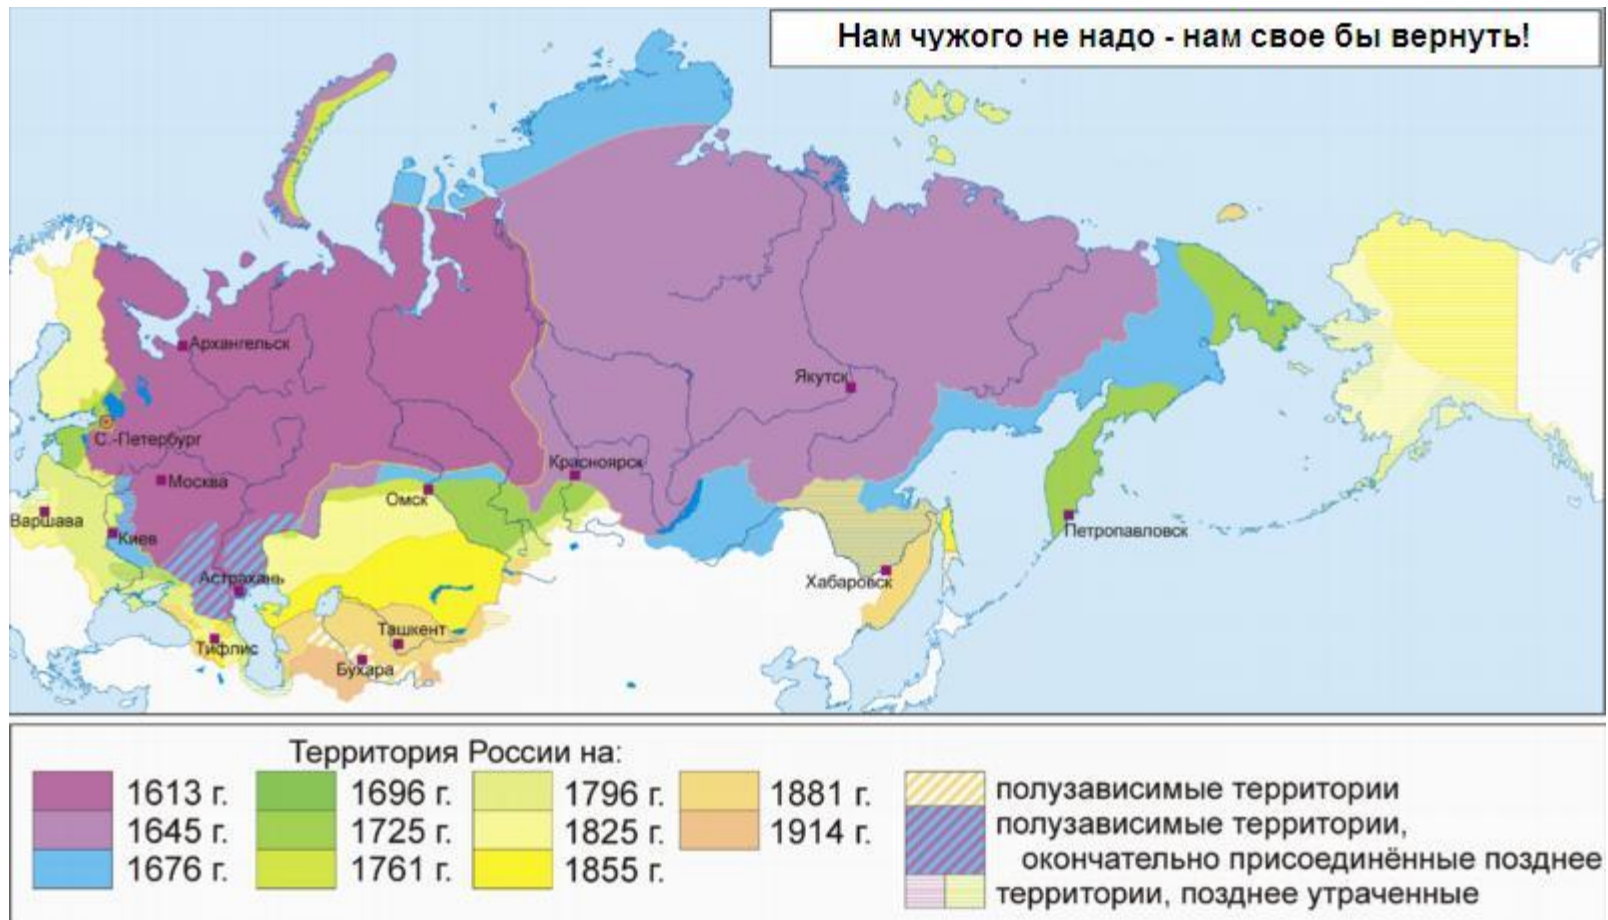 Нам чужого не надо - нам свое бы вернуть!
Архангельск
Якутск
С.-Петербург
Красноярск
Москва
Омск
Варшава
Киев
Петропавловск
Астрахань
Хабаровск
Ташкент
Тифлис
Бухара
Территория России на:
1613 г.
1645 г.
1676 г.
1696 г.
1725 г.
1761 г.
1796 г.
1825 г.
1855 г.
1881 г.
1914 г.
полузависимые территории
полузависимые территории,
окончательно присоединённые позднее
территории, позднее утраченные